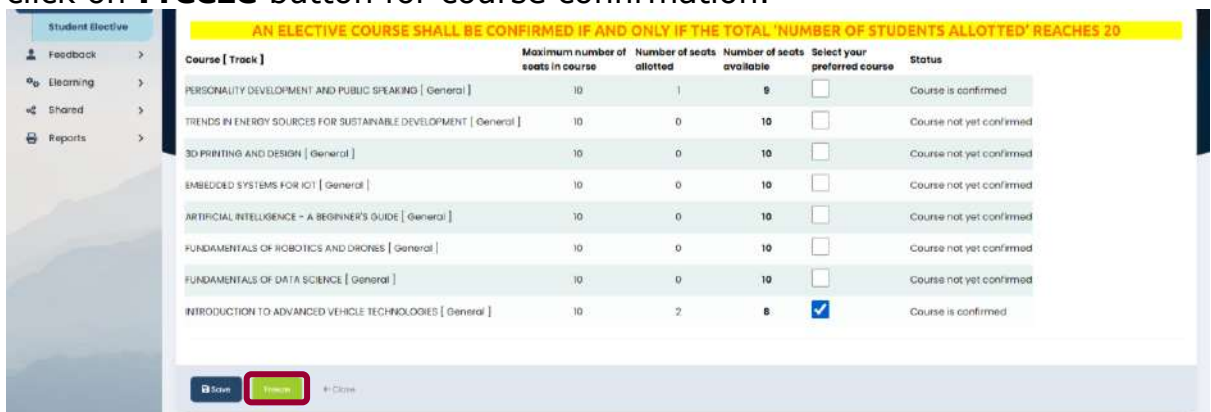 click on Freeze button for course confirmation.
Student Elective
Feedback >
Elearning >
Shared >
Reports >
AN ELECTIVE COURSE SHALL BE CONFIRMED IF AND ONLY IF THE TOTAL 'NUMBER OF STUDENTS ALLOTTED' REACHES 20
Course [ Track ] Maximum number of seats in course Number of seats allotted Number of seats available Select your preferred course Status
PERSONALITY DEVELOPMENT AND PUBLIC SPEAKING [ General ] 10 1 9 Course is confirmed
TRENDS IN ENERGY SOURCES FOR SUSTAINABLE DEVELOPMENT [ General ] 10 0 10 Course not yet confirmed
3D PRINTING AND DESIGN [ General ] 10 0 10 Course not yet confirmed
EMBEDDED SYSTEMS FOR IOT [ General ] 10 0 10 Course not yet confirmed
ARTIFICIAL INTELLIGENCE - A BEGINNER'S GUIDE [ General ] 10 0 10 Course not yet confirmed
FUNDAMENTALS OF ROBOTICS AND DRONES [ General ] 10 0 10 Course not yet confirmed
FUNDAMENTALS OF DATA SCIENCE [ General ] 10 0 10 Course not yet confirmed
INTRODUCTION TO ADVANCED VEHICLE TECHNOLOGIES [ General ] 10 2 8 Course is confirmed
Save Freeze Close